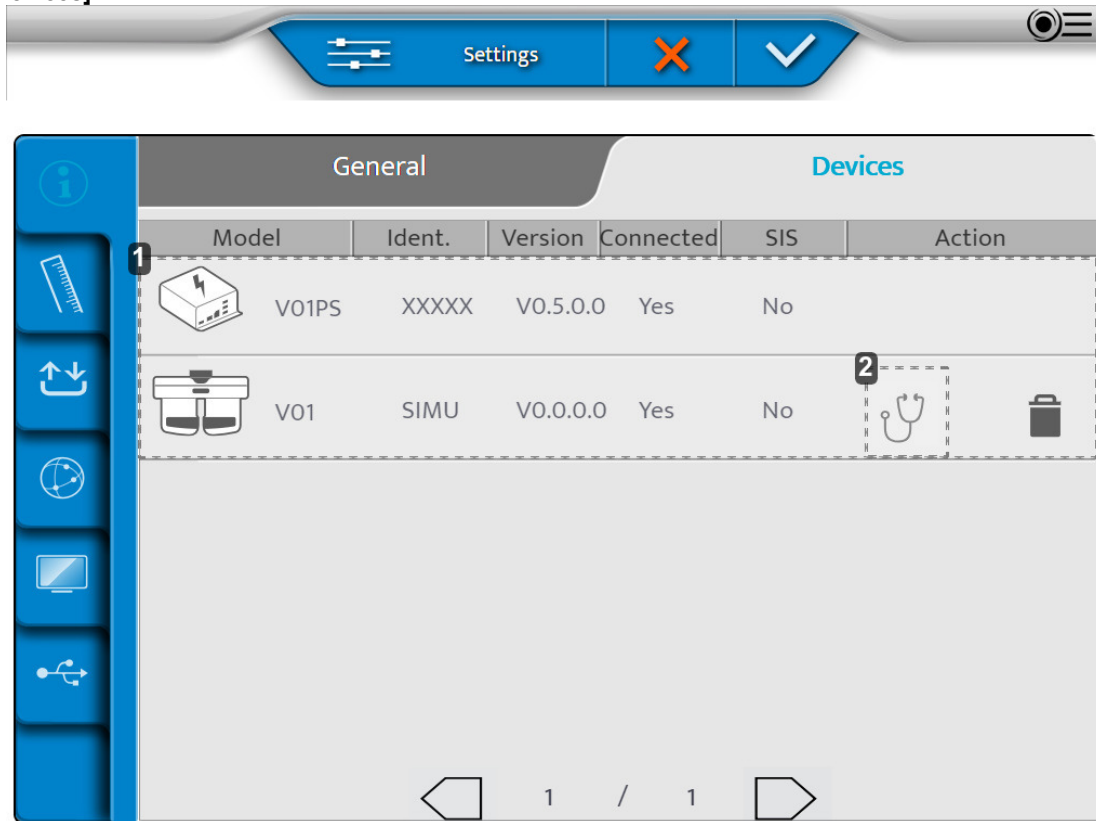 Settings
General Devices
Model Ident. Version Connected SIS Action
1
V01PS XXXXX V0.5.0.0 Yes No
2
V01 SIMU V0.0.0.0 Yes No
1 / 1